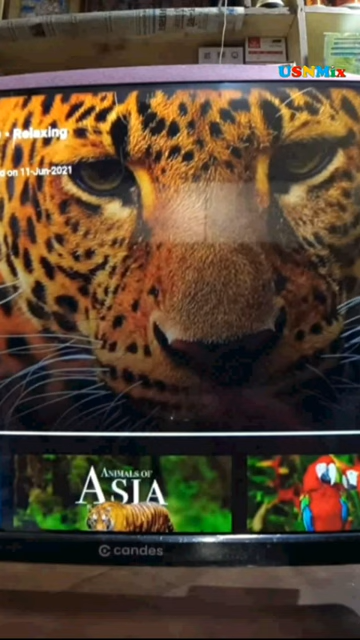 USNMix
• Relaxing
on 11-Jun-2021
ANIMALS OF
ASIA
candes